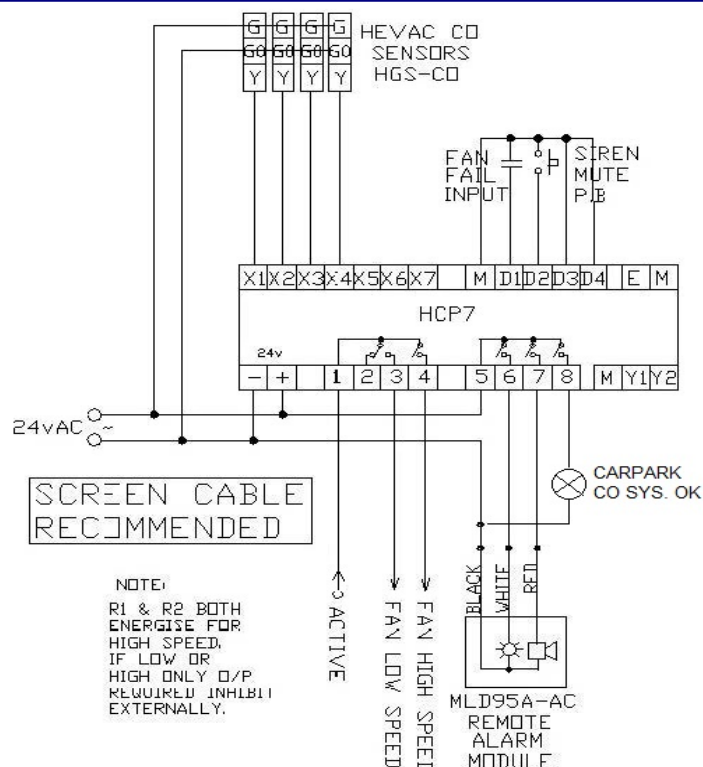 G G G G
G0 G0 G0 G0
Y Y Y Y
HEVAC CO
SENSORS
HGS-CO
FAN
FAIL
INPUT
SIREN
MUTE
P.B
X1 X2 X3 X4 X5 X6 X7 M D1 D2 D3 D4 E M
HCP7
24v
- + 1 2 3 4 5 6 7 8 M Y1 Y2
24vAC ~
CARPARK
CO SYS. OK
SCREEN CABLE
RECOMMENDED
NOTE:
R1 & R2 BOTH
ENERGISE FOR
HIGH SPEED.
IF LOW OR
HIGH ONLY O/P
REQUIRED INHIBIT
EXTERNALLY.
ACTIVE
FAN LOW SPEED
FAN HIGH SPEED
BLACK
WHITE
RED
MLD95A-AC
REMOTE
ALARM
MODULE